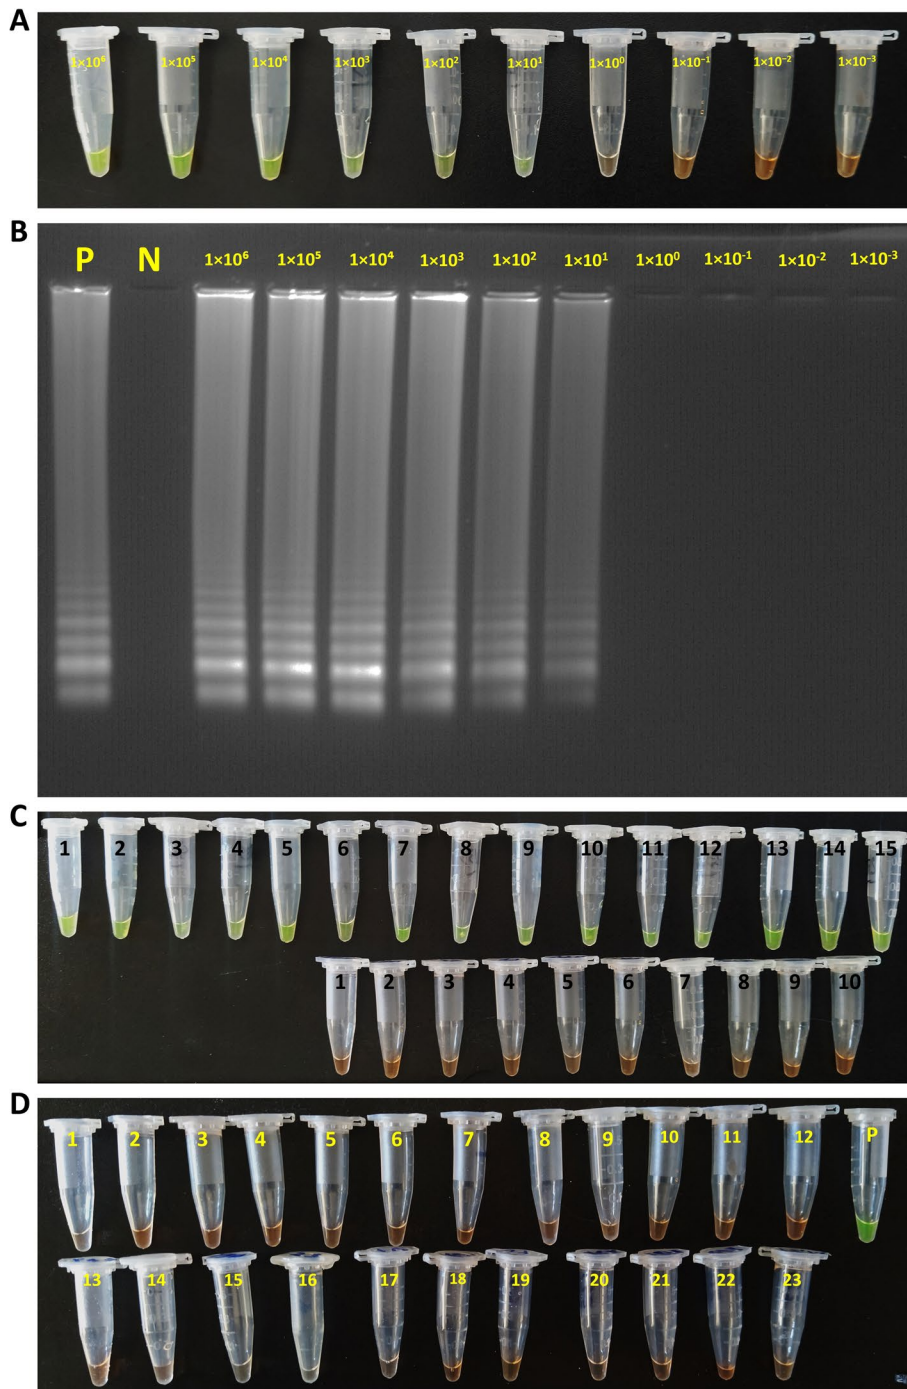 A
1×10⁶ 1×10⁵ 1×10⁴ 1×10³ 1×10² 1×10¹ 1×10⁰ 1×10⁻¹ 1×10⁻² 1×10⁻³
B
P N 1×10⁶ 1×10⁵ 1×10⁴ 1×10³ 1×10² 1×10¹ 1×10⁰ 1×10⁻¹ 1×10⁻² 1×10⁻³
C
1 2 3 4 5 6 7 8 9 10 11 12 13 14 15
1 2 3 4 5 6 7 8 9 10
D
1 2 3 4 5 6 7 8 9 10 11 12 P
13 14 15 16 17 18 19 20 21 22 23